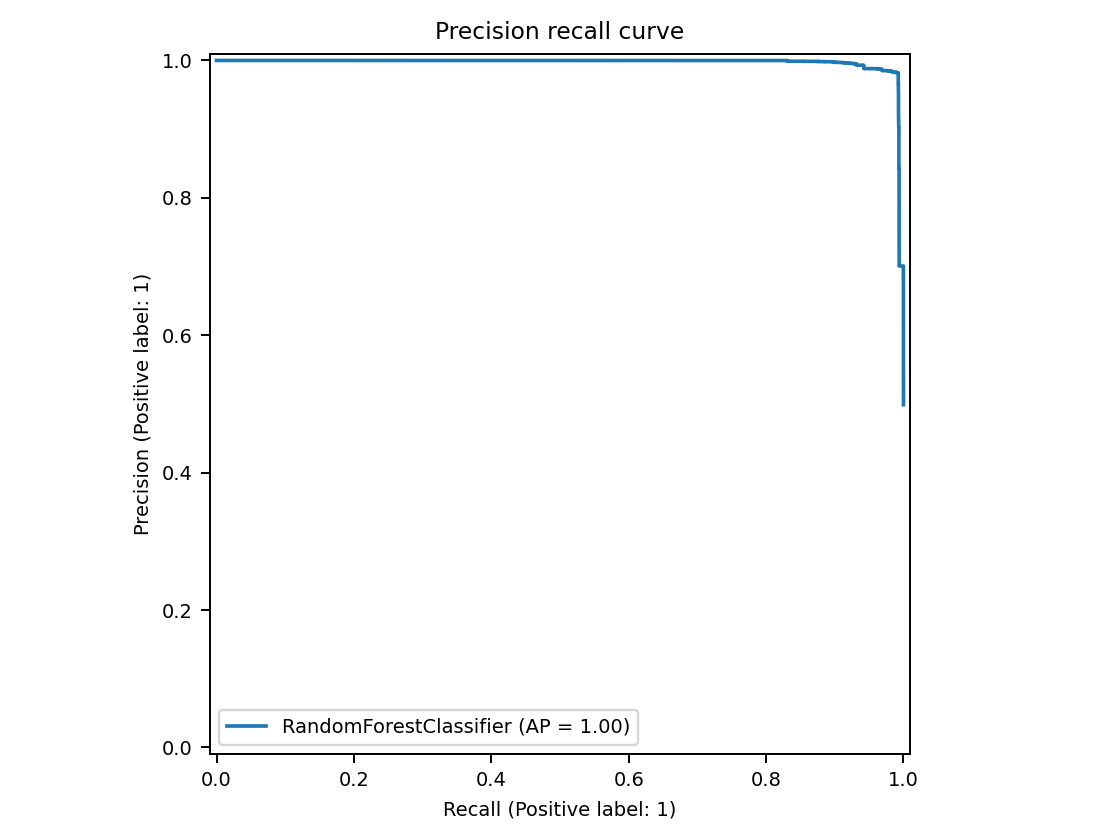 Precision recall curve
1.0
0.8
0.6
0.4
0.2
0.0
Precision (Positive label: 1)
RandomForestClassifier (AP = 1.00)
0.0 0.2 0.4 0.6 0.8 1.0
Recall (Positive label: 1)